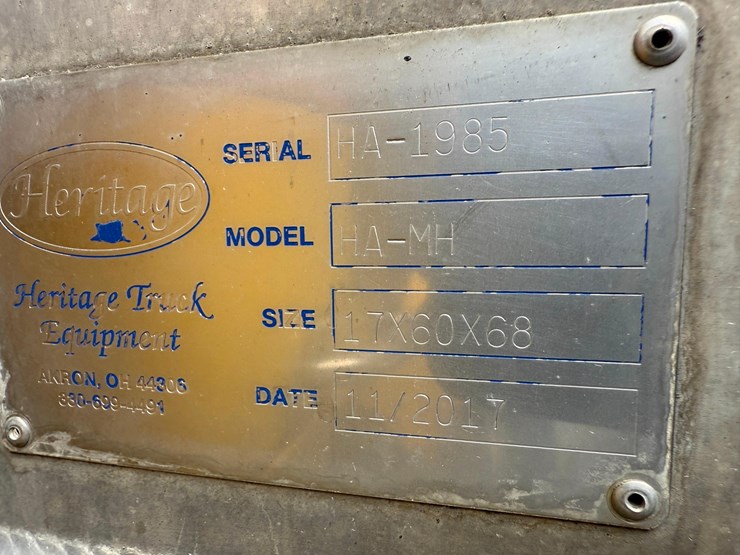 Heritage
Heritage Truck
Equipment
AKRON, OH 44306
330-699-4491
SERIAL HA-1985
MODEL HA-MH
SIZE 17X60X68
DATE 11/2017